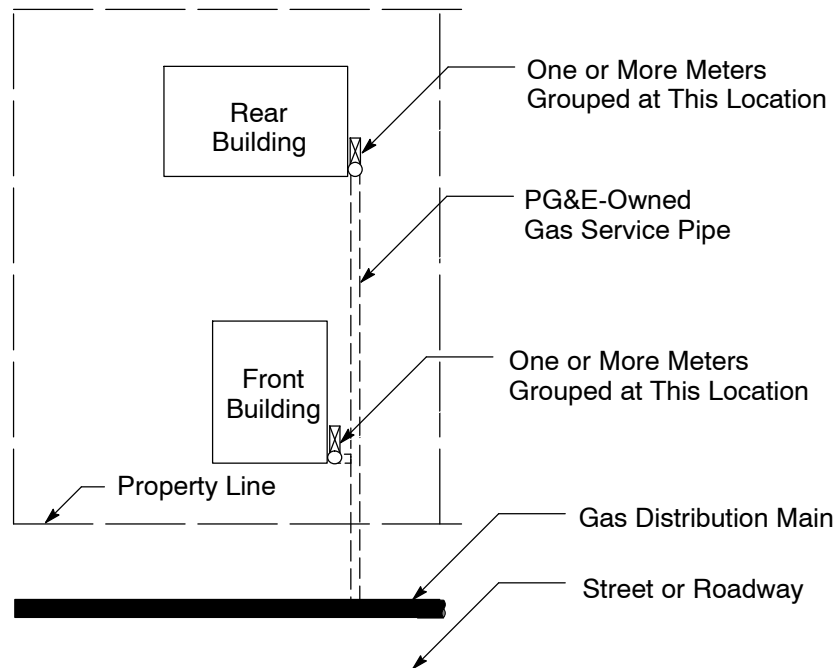 One or More Meters
Grouped at This Location
Rear
Building
PG&E-Owned
Gas Service Pipe
One or More Meters
Grouped at This Location
Front
Building
Property Line
Gas Distribution Main
Street or Roadway